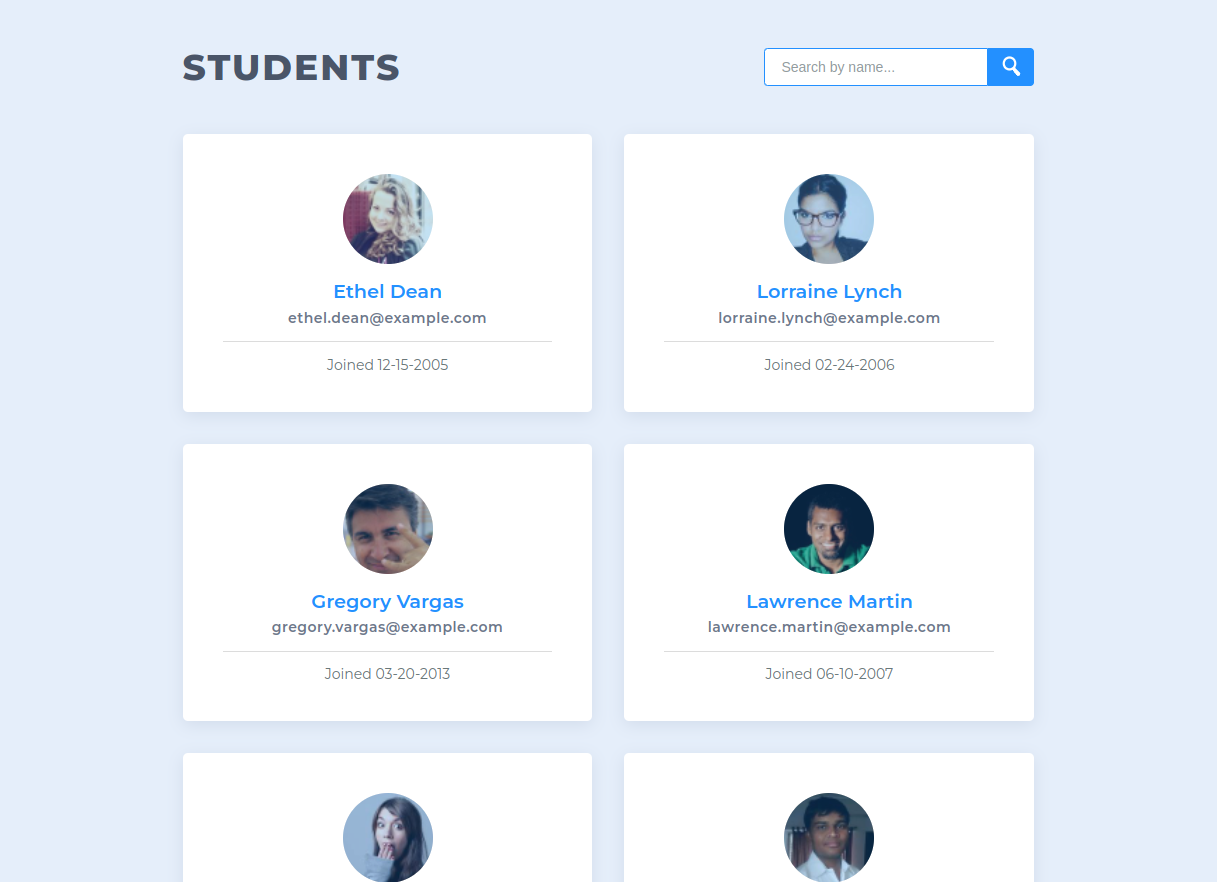 STUDENTS
Search by name...
Ethel Dean
ethel.dean@example.com
Joined 12-15-2005
Lorraine Lynch
lorraine.lynch@example.com
Joined 02-24-2006
Gregory Vargas
gregory.vargas@example.com
Joined 03-20-2013
Lawrence Martin
lawrence.martin@example.com
Joined 06-10-2007